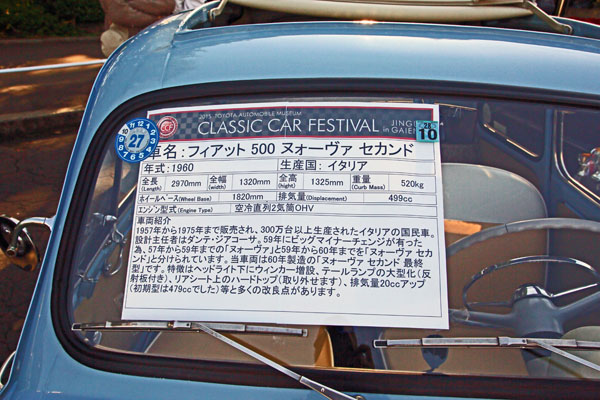 2015 TOYOTA AUTOMOBILE MUSEUM
CLASSIC CAR FESTIVAL in JINGU GAIEN
CCF
27
28
10
車名：フィアット 500 ヌォーヴァ セカンド
年式：1960 生産国：イタリア
全長(Length) 2970mm 全幅(width) 1320mm 全高(hight) 1325mm 重量(Curb Mass) 520kg
ホイールベース(Wheel Base) 1820mm 排気量(Displacement) 499cc
エンジン型式(Engine Type) 空冷直列2気筒OHV
車両紹介
1957年から1975年まで販売され、300万台以上生産されたイタリアの国民車。
設計主任者はダンテ・ジアコーサ。59年にビッグマイナーチェンジが有った
為、57年から59年までの「ヌォーヴァ」と59年から60年までを「ヌォーヴァ セカ
ンド」と分けられています。当車両は60年製造の「ヌォーヴァ セカンド 最終
型」です。特徴はヘッドライト下にウィンカー増設、テールランプの大型化（反
射板付き）、リアシート上のハードトップ（取り外せます）、排気量20ccアップ
（初期型は479ccでした）等と多くの改良点があります。